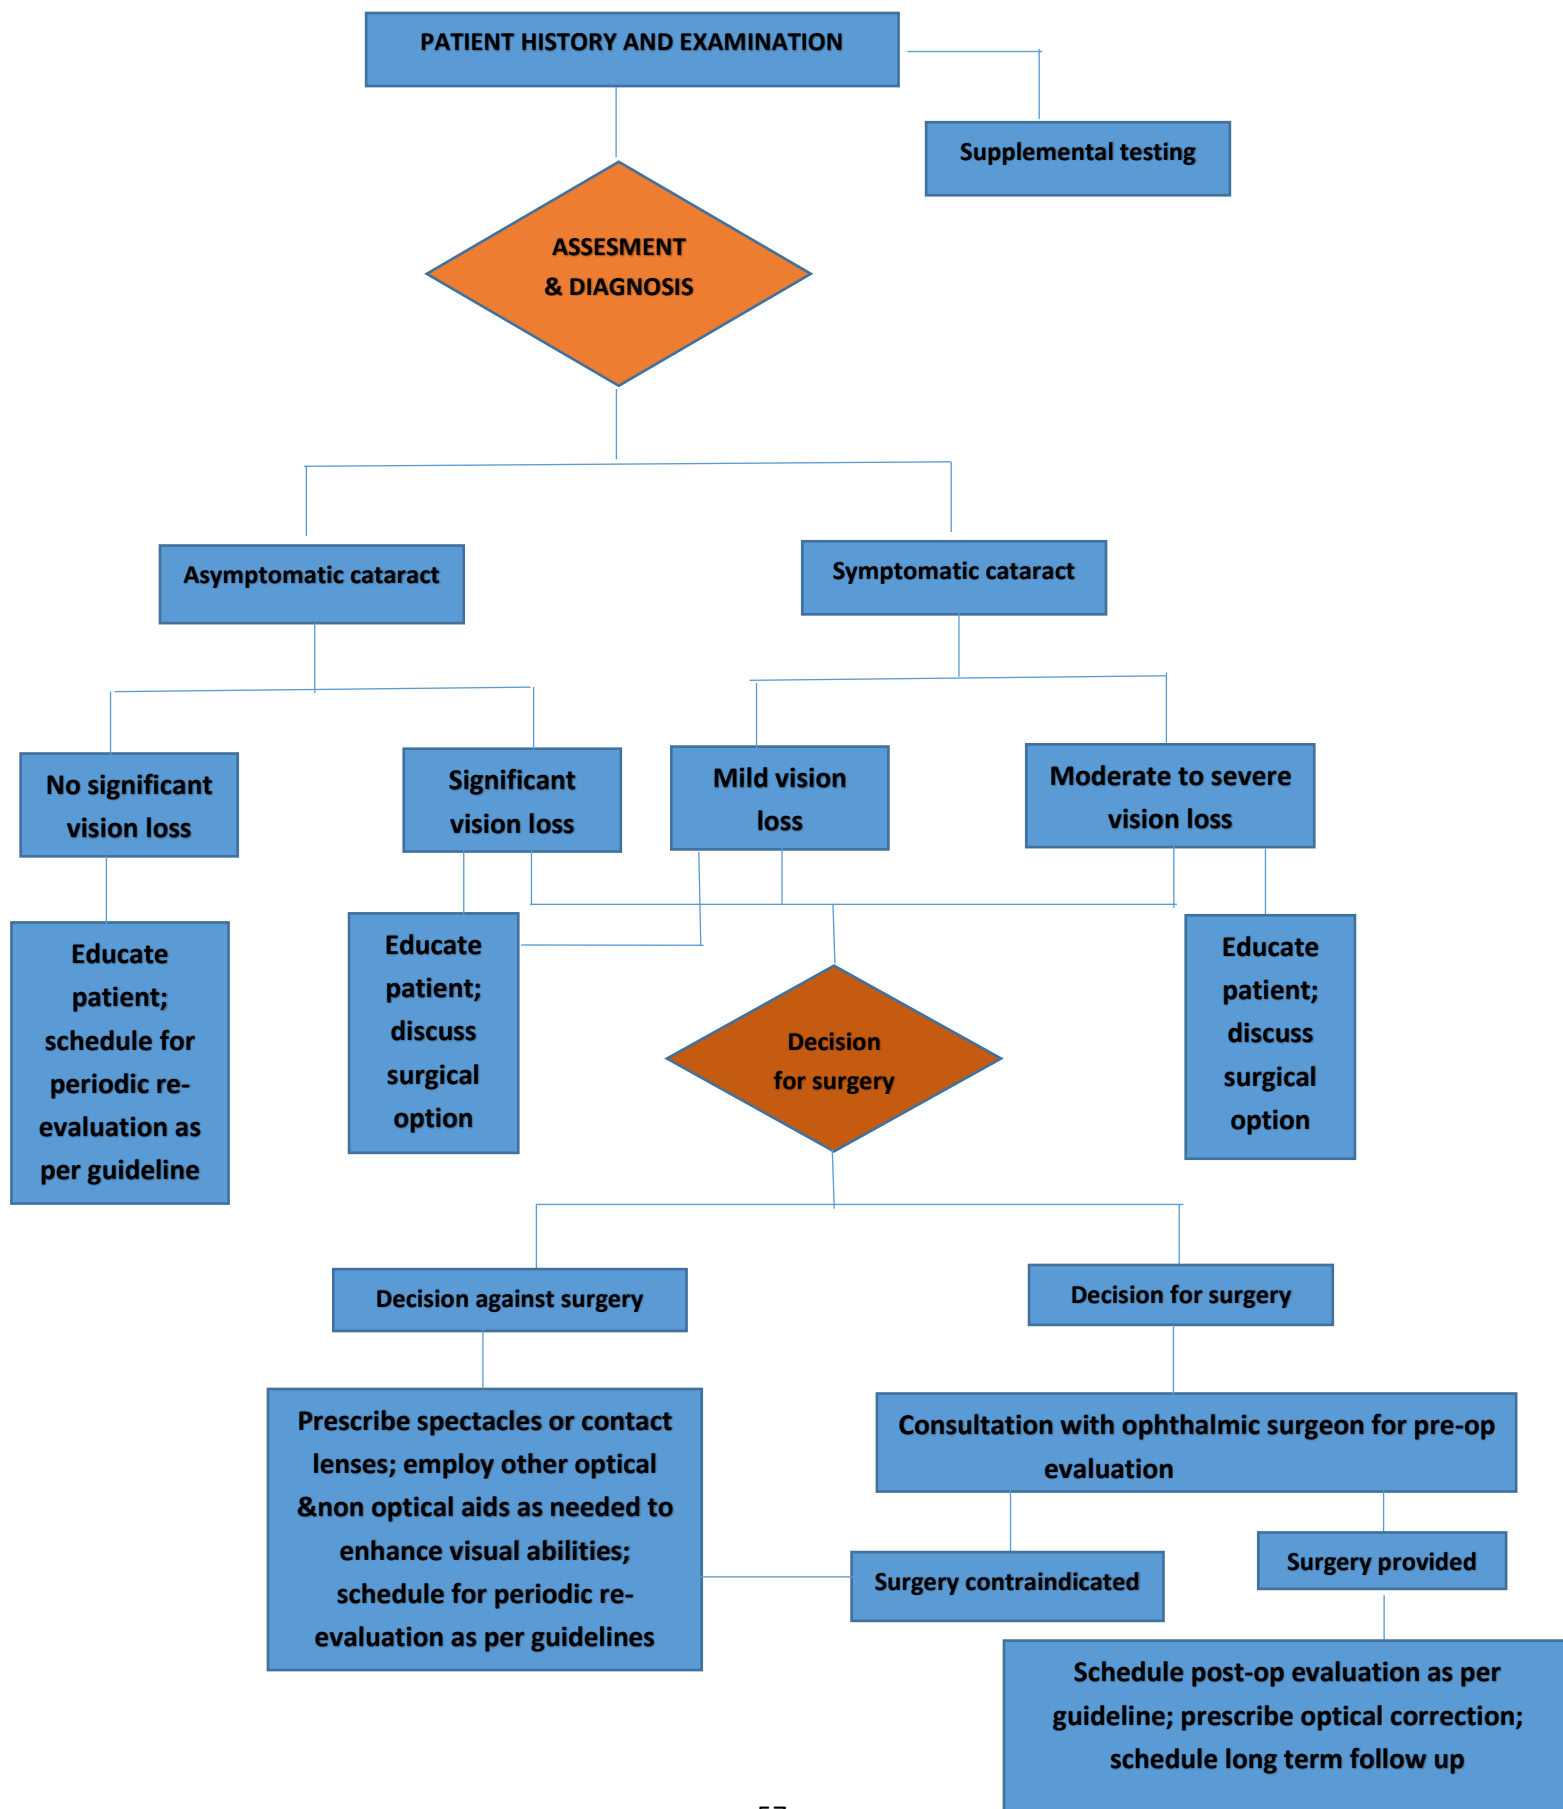 PATIENT HISTORY AND EXAMINATION
Supplemental testing
ASSESMENT
& DIAGNOSIS
Asymptomatic cataract
Symptomatic cataract
No significant
vision loss
Significant
vision loss
Mild vision
loss
Moderate to severe
vision loss
Educate
patient;
schedule for
periodic re-
evaluation as
per guideline
Educate
patient;
discuss
surgical
option
Decision
for surgery
Educate
patient;
discuss
surgical
option
Decision against surgery
Decision for surgery
Prescribe spectacles or contact
lenses; employ other optical
&non optical aids as needed to
enhance visual abilities;
schedule for periodic re-
evaluation as per guidelines
Consultation with ophthalmic surgeon for pre-op
evaluation
Surgery contraindicated
Surgery provided
Schedule post-op evaluation as per
guideline; prescribe optical correction;
schedule long term follow up